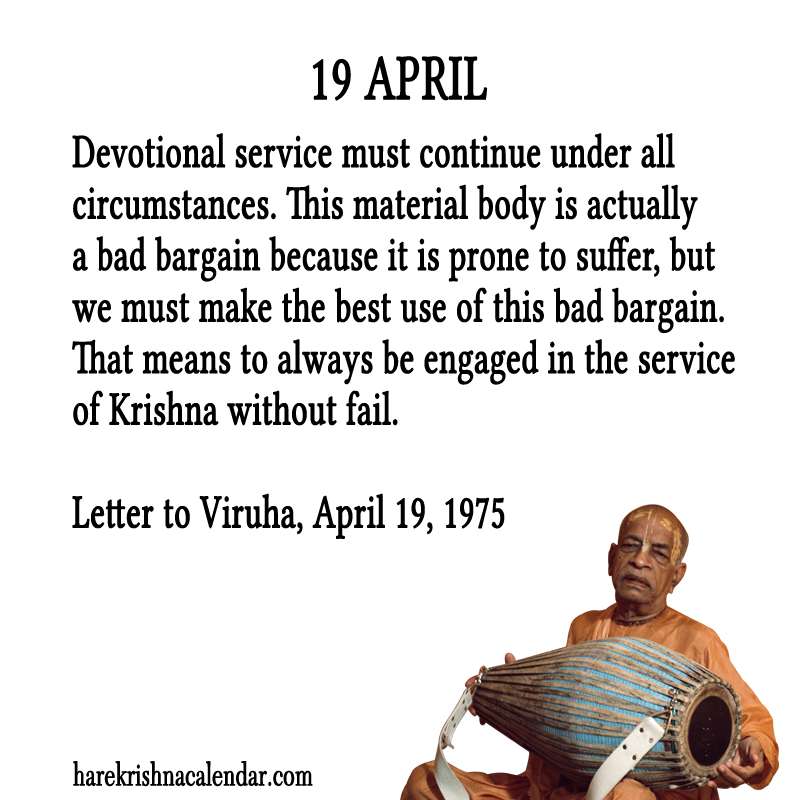 19 APRIL
Devotional service must continue under all
circumstances. This material body is actually
a bad bargain because it is prone to suffer, but
we must make the best use of this bad bargain.
That means to always be engaged in the service
of Krishna without fail.
Letter to Viruha, April 19, 1975
harekrishnacalendar.com